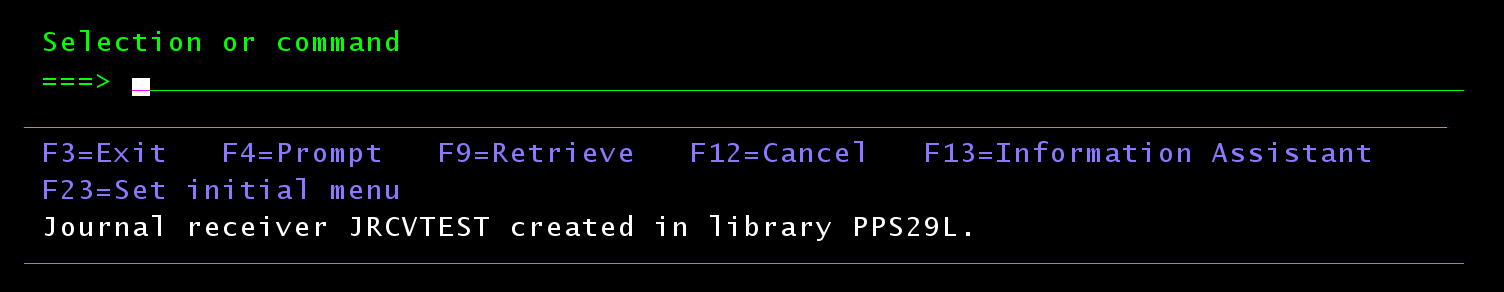 Selection or command
===>
F3=Exit   F4=Prompt   F9=Retrieve   F12=Cancel   F13=Information Assistant
F23=Set initial menu
Journal receiver JRCVTEST created in library PPS29L.